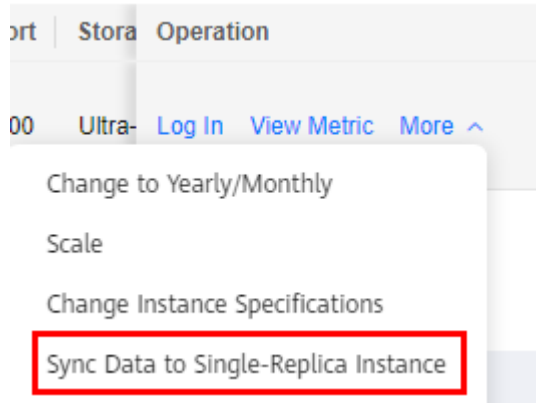 ort Stora Operation
00 Ultra- Log In View Metric More
Change to Yearly/Monthly
Scale
Change Instance Specifications
Sync Data to Single-Replica Instance